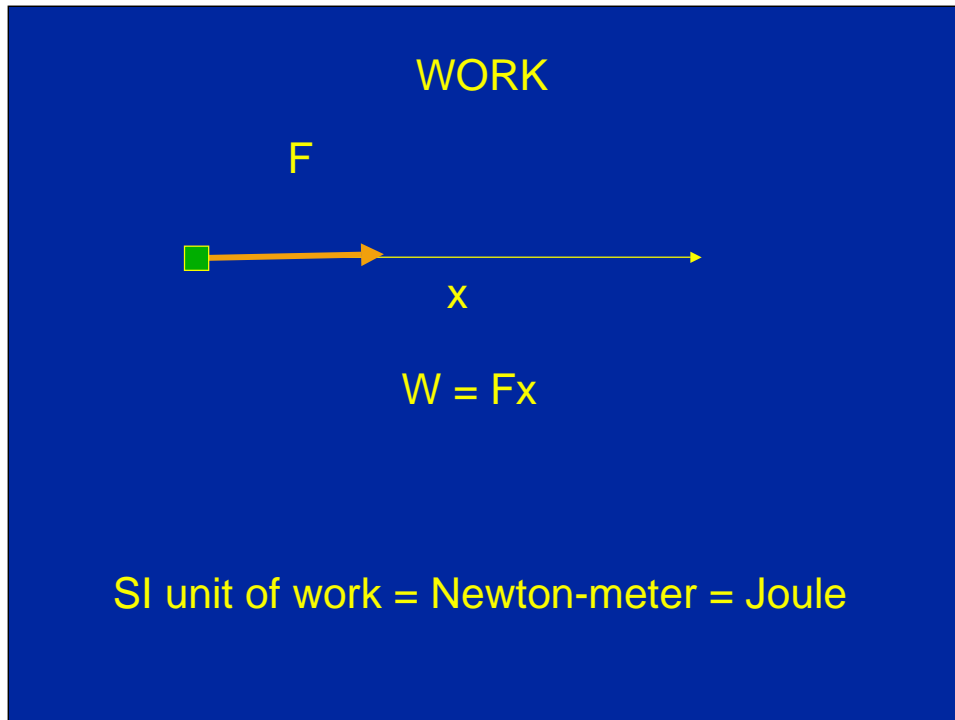 WORK
F
x
W = Fx
SI unit of work = Newton-meter = Joule